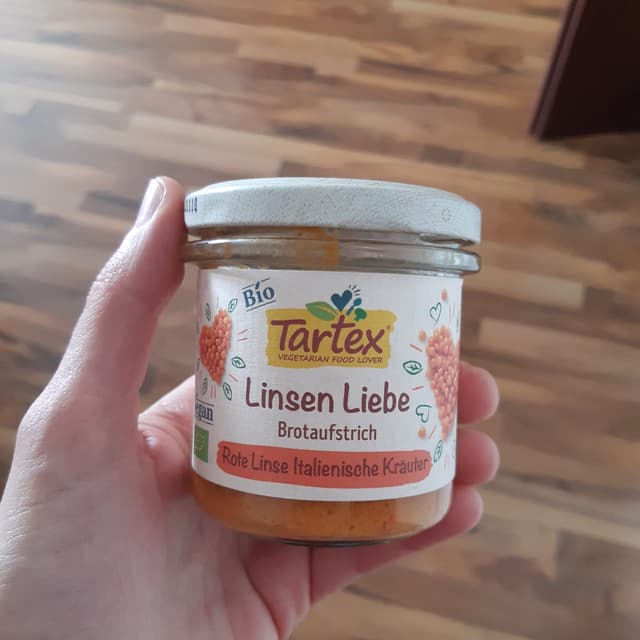 Bio
Tartex
VEGETARIAN FOOD LOVER
Linsen Liebe
Brotaufstrich
Rote Linse Italienische Kräuter